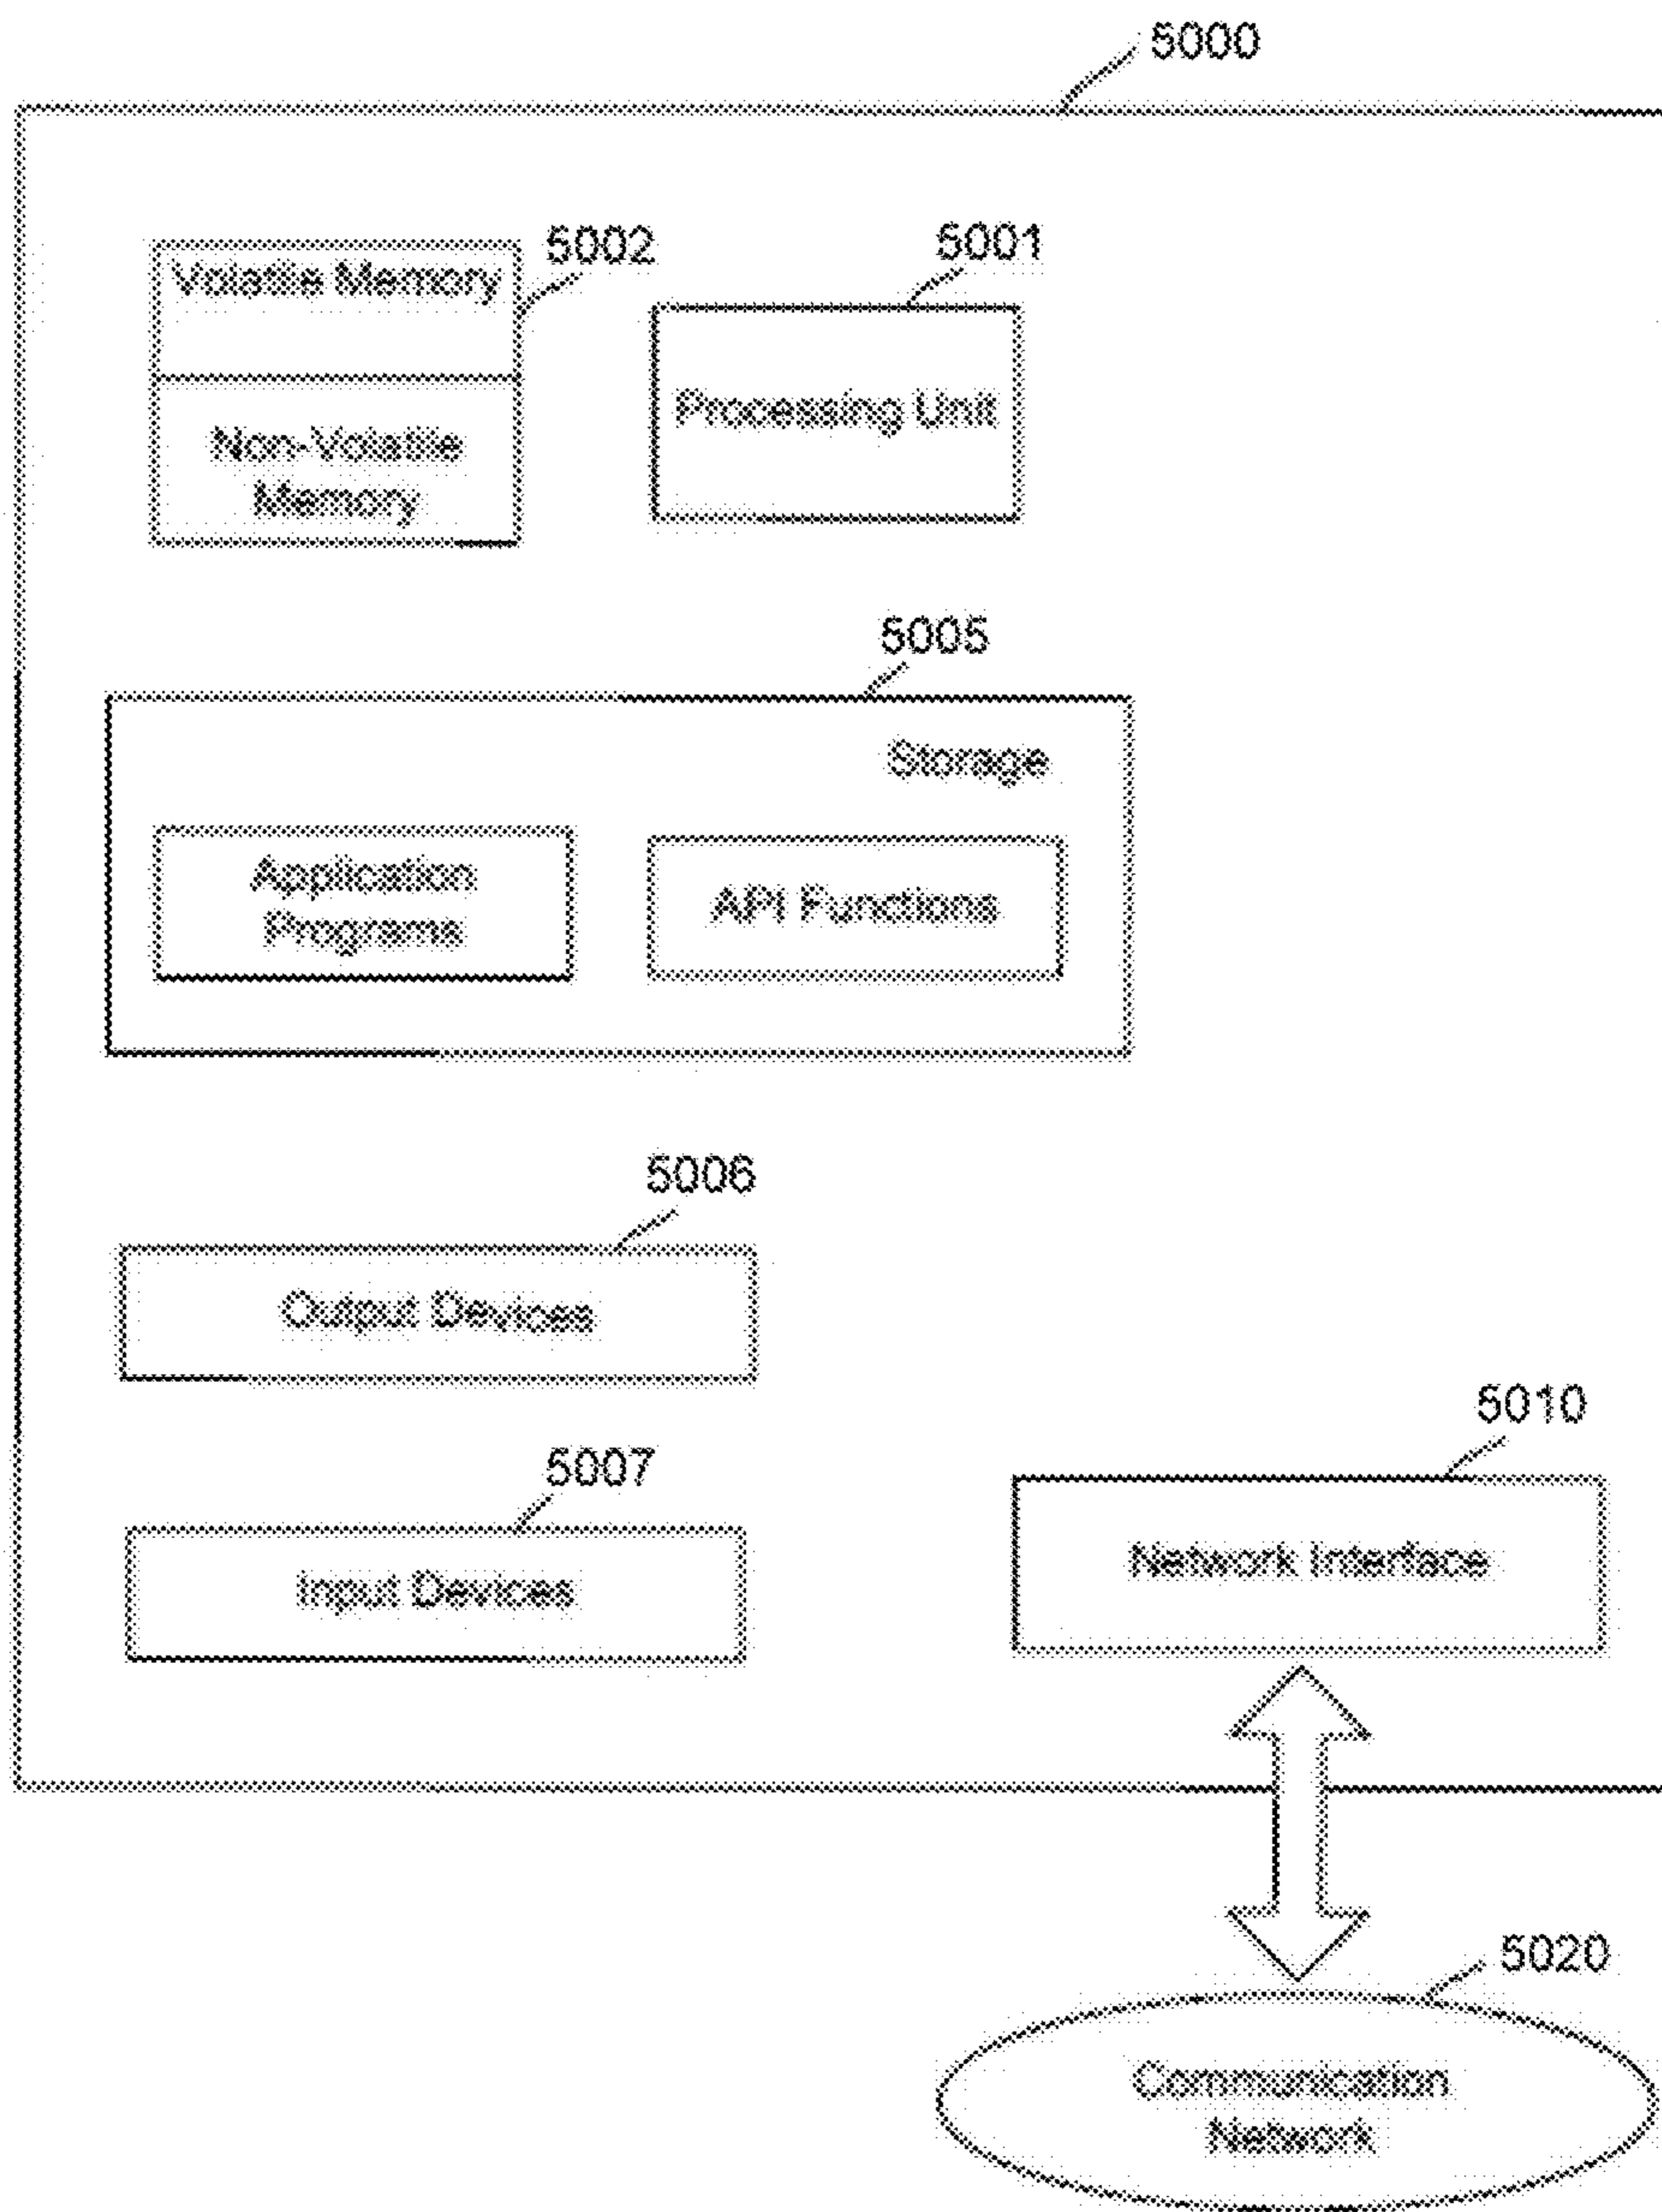 5000
5002
5001
Volatile Memory
Processing Unit
Non-Volatile
Memory
5005
Storage
Application
Programs
API Functions
5006
Output Devices
5010
5007
Network Interface
Input Devices
5020
Communication
Network